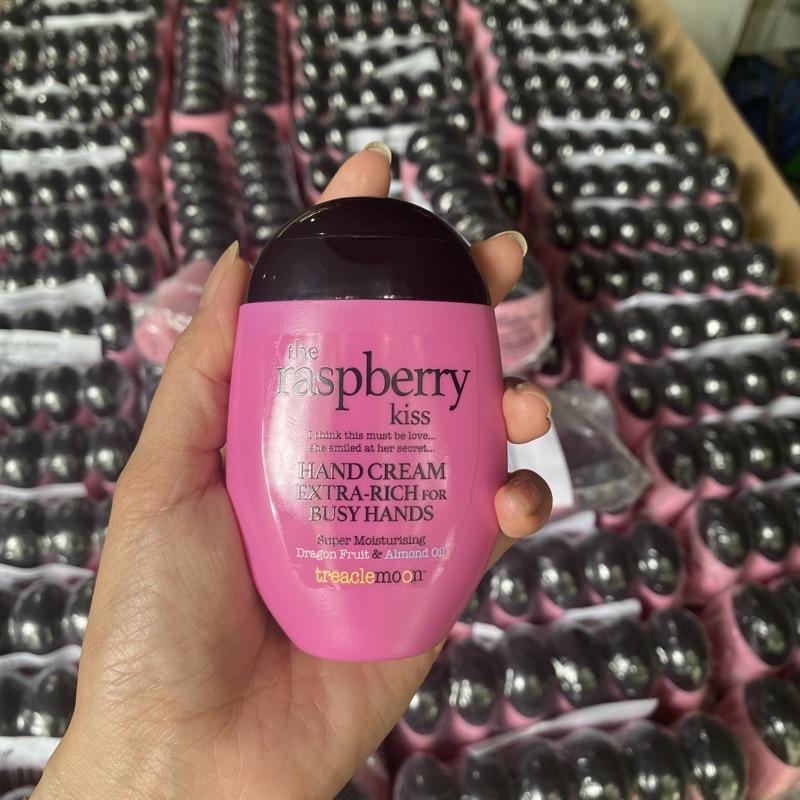 the
raspberry
kiss
I think this must be love...
she smiled at her secret...
HAND CREAM
EXTRA-RICH FOR
BUSY HANDS
Super Moisturising
Dragon Fruit & Almond Oil
treaclemoon™